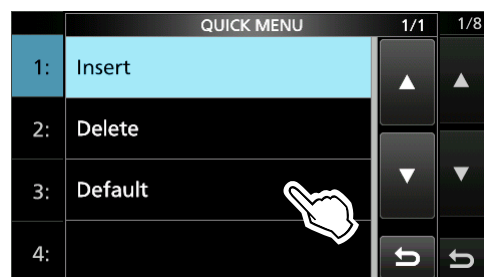 QUICK MENU 1/1 1/8
1: Insert
2: Delete
3: Default
4: